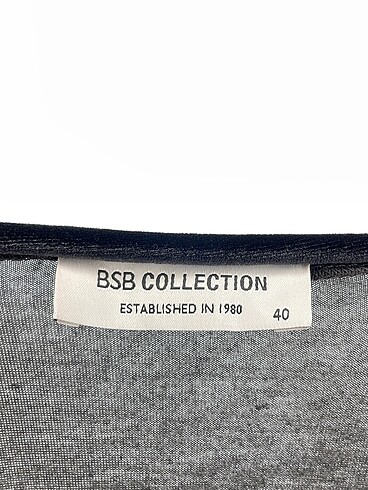 BSB COLLECTION
ESTABLISHED IN 1980
40